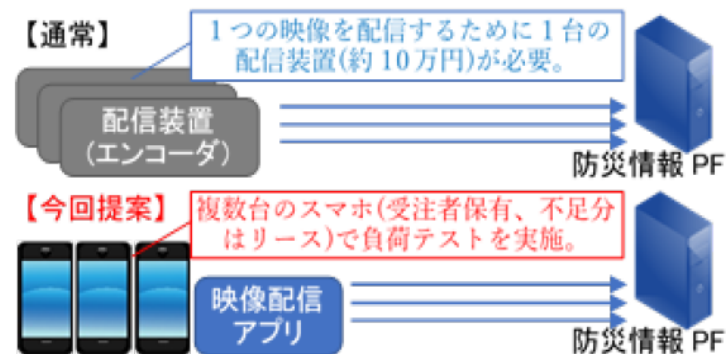 【通常】
1つの映像を配信するために1台の
配信装置(約10万円)が必要。
配信装置
(エンコーダ)
防災情報 PF
【今回提案】
複数台のスマホ(受注者保有、不足分
はリース)で負荷テストを実施。
映像配信
アプリ
防災情報 PF